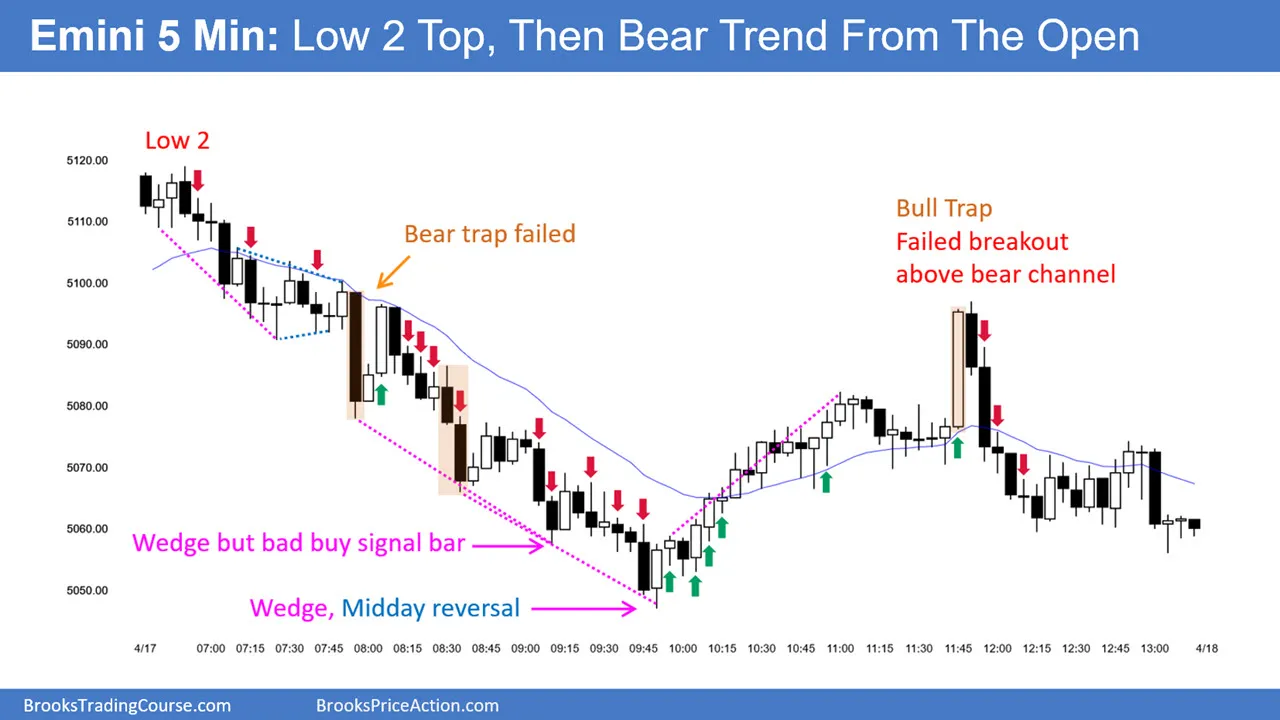 Emini 5 Min: Low 2 Top, Then Bear Trend From The Open
Low 2
5120.00
5110.00
5100.00
5090.00
5080.00
5070.00
5060.00
5050.00
Bear trap failed
Bull Trap
Failed breakout
above bear channel
Wedge but bad buy signal bar
Wedge, Midday reversal
4/17 07:00 07:15 07:30 07:45 08:00 08:15 08:30 08:45 09:00 09:15 09:30 09:45 10:00 10:15 10:30 10:45 11:00 11:15 11:30 11:45 12:00 12:15 12:30 12:45 13:00 4/18
BrooksTradingCourse.com BrooksPriceAction.com